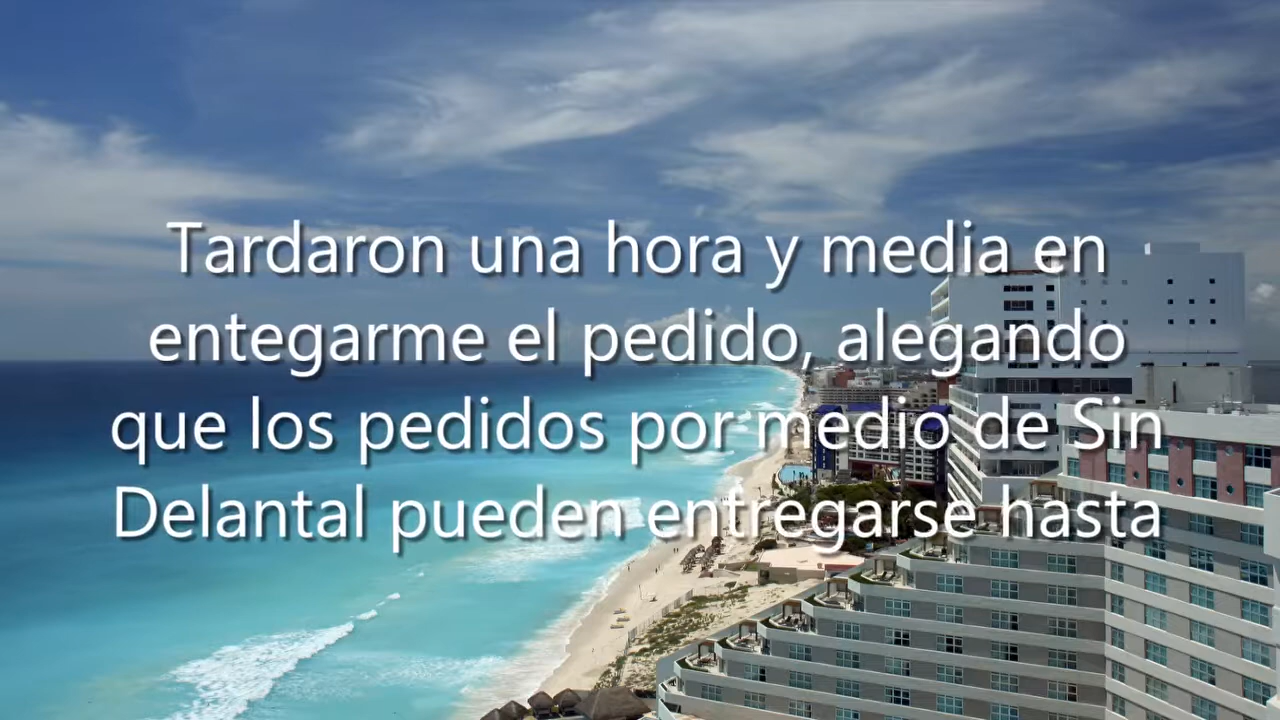 Tardaron una hora y media en
entegarme el pedido, alegando
que los pedidos por medio de Sin
Delantal pueden entregarse hasta